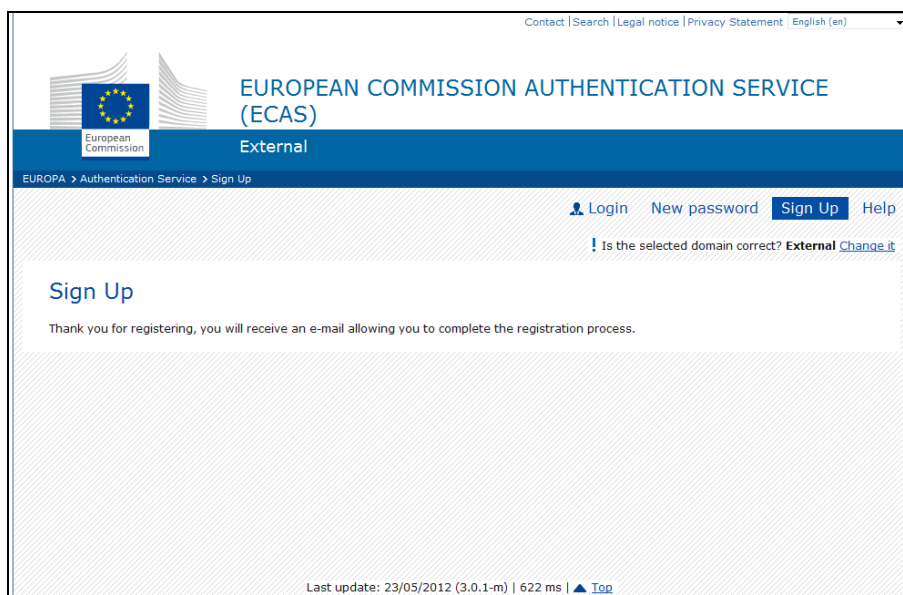 Contact | Search | Legal notice | Privacy Statement English (en)
EUROPEAN COMMISSION AUTHENTICATION SERVICE
(ECAS)
European
Commission
External
EUROPA > Authentication Service > Sign Up
Login New password Sign Up Help
! Is the selected domain correct? External Change it
Sign Up
Thank you for registering, you will receive an e-mail allowing you to complete the registration process.
Last update: 23/05/2012 (3.0.1-m) | 622 ms | Top